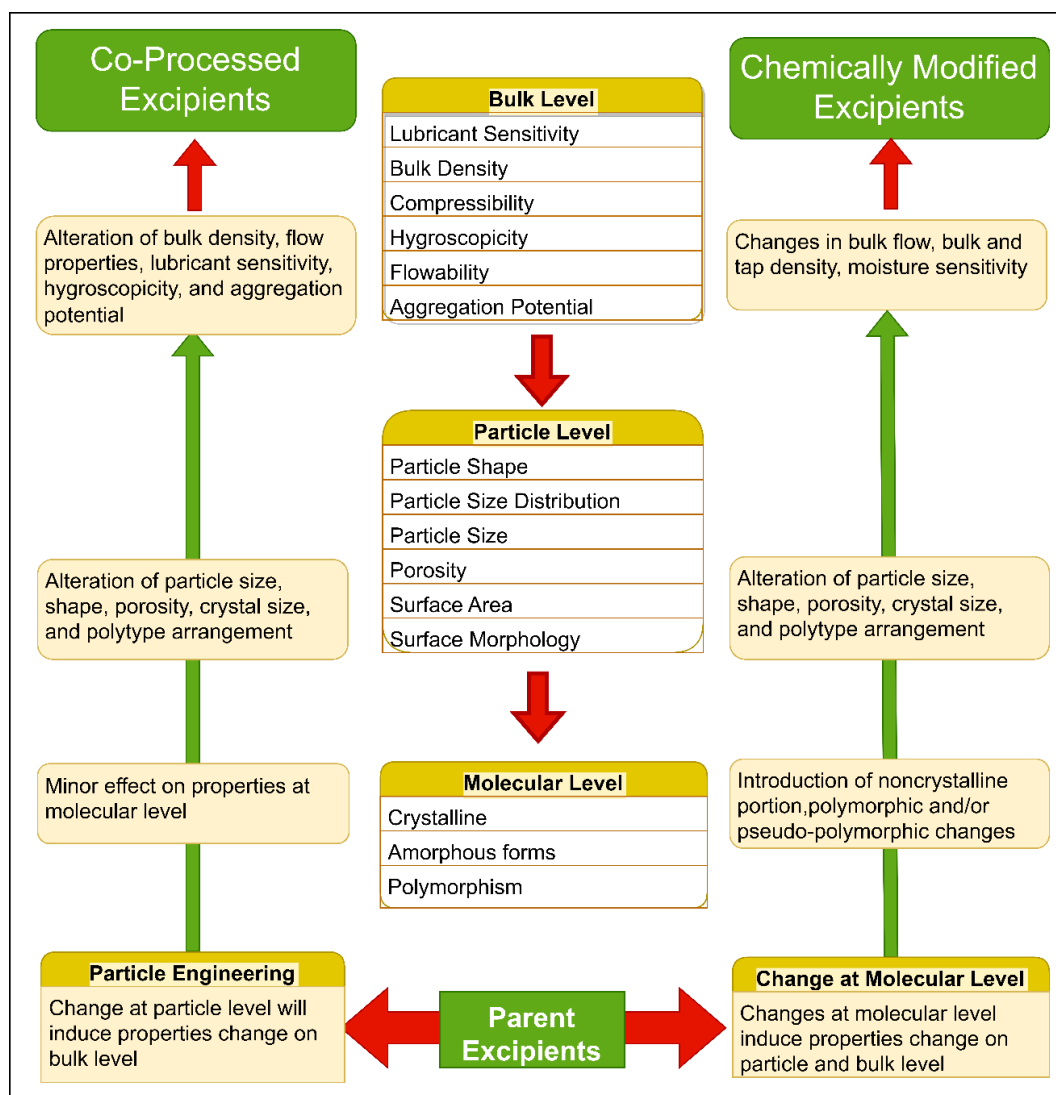 Co-Processed
Excipients
Alteration of bulk density, flow
properties, lubricant sensitivity,
hygroscopicity, and aggregation
potential
Alteration of particle size,
shape, porosity, crystal size,
and polytype arrangement
Minor effect on properties at
molecular level
Particle Engineering
Change at particle level will
induce properties change on
bulk level
Bulk Level
Lubricant Sensitivity
Bulk Density
Compressibility
Hygroscopicity
Flowability
Aggregation Potential
Particle Level
Particle Shape
Particle Size Distribution
Particle Size
Porosity
Surface Area
Surface Morphology
Molecular Level
Crystalline
Amorphous forms
Polymorphism
Parent
Excipients
Chemically Modified
Excipients
Changes in bulk flow, bulk and
tap density, moisture sensitivity
Alteration of particle size,
shape, porosity, crystal size,
and polytype arrangement
Introduction of noncrystalline
portion,polymorphic and/or
pseudo-polymorphic changes
Change at Molecular Level
Changes at molecular level
induce properties change on
particle and bulk level